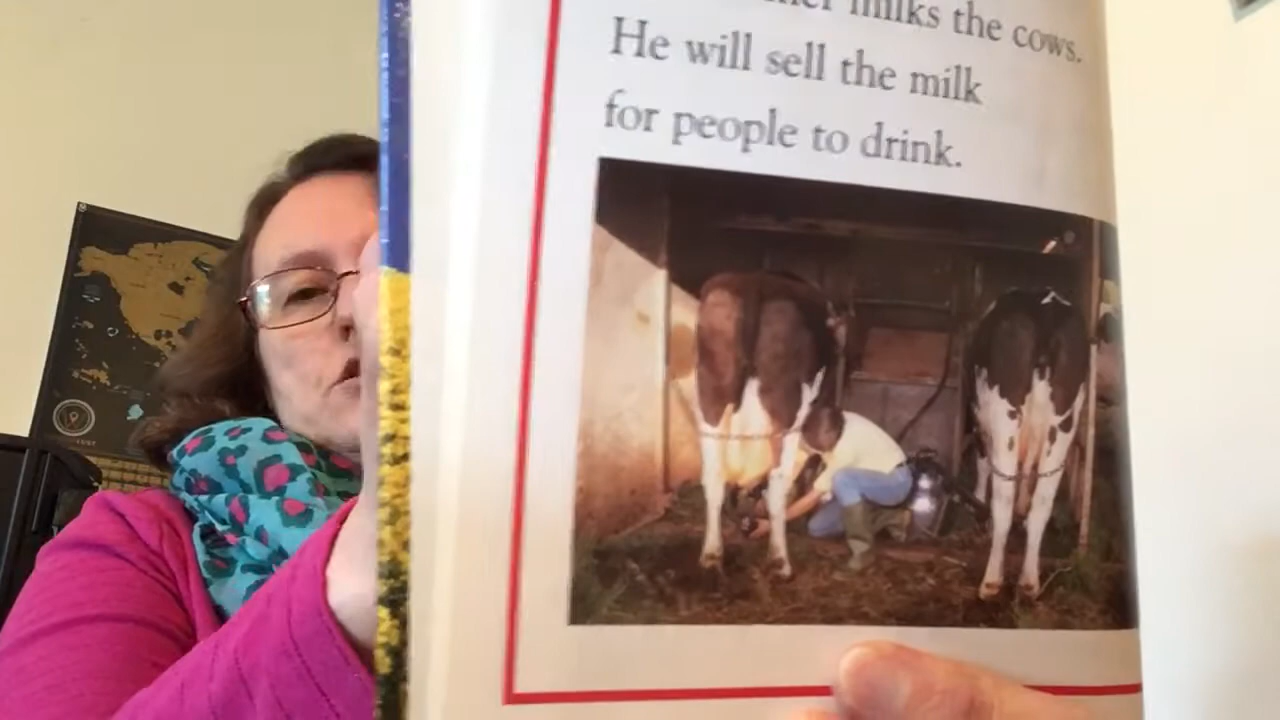 milks the cows.
He will sell the milk
for people to drink.